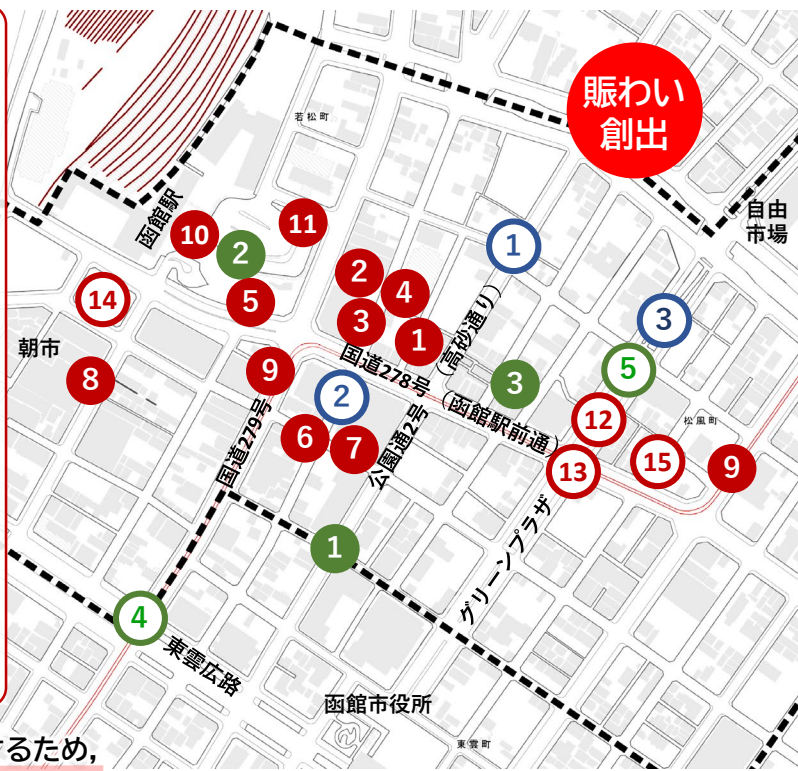 賑わい
創出
若松町
自由
市場
函館駅
11
10
2
1
2
4
14
5
3
3
1
朝市
国道278号（函館駅前通）
5
9
8
3
2
公園通2号（高砂通り）
12
松風町
6
7
国道279号
13
15
9
グリーンプラザ
1
4
東雲広路
函館市役所
東雲町
するため，